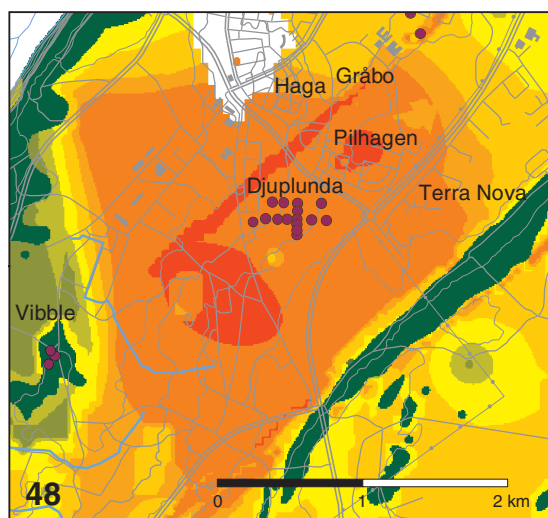 Haga
Gråbo
Pilhagen
Djuplunda
Terra Nova
Vibble
48
0 1 2 km